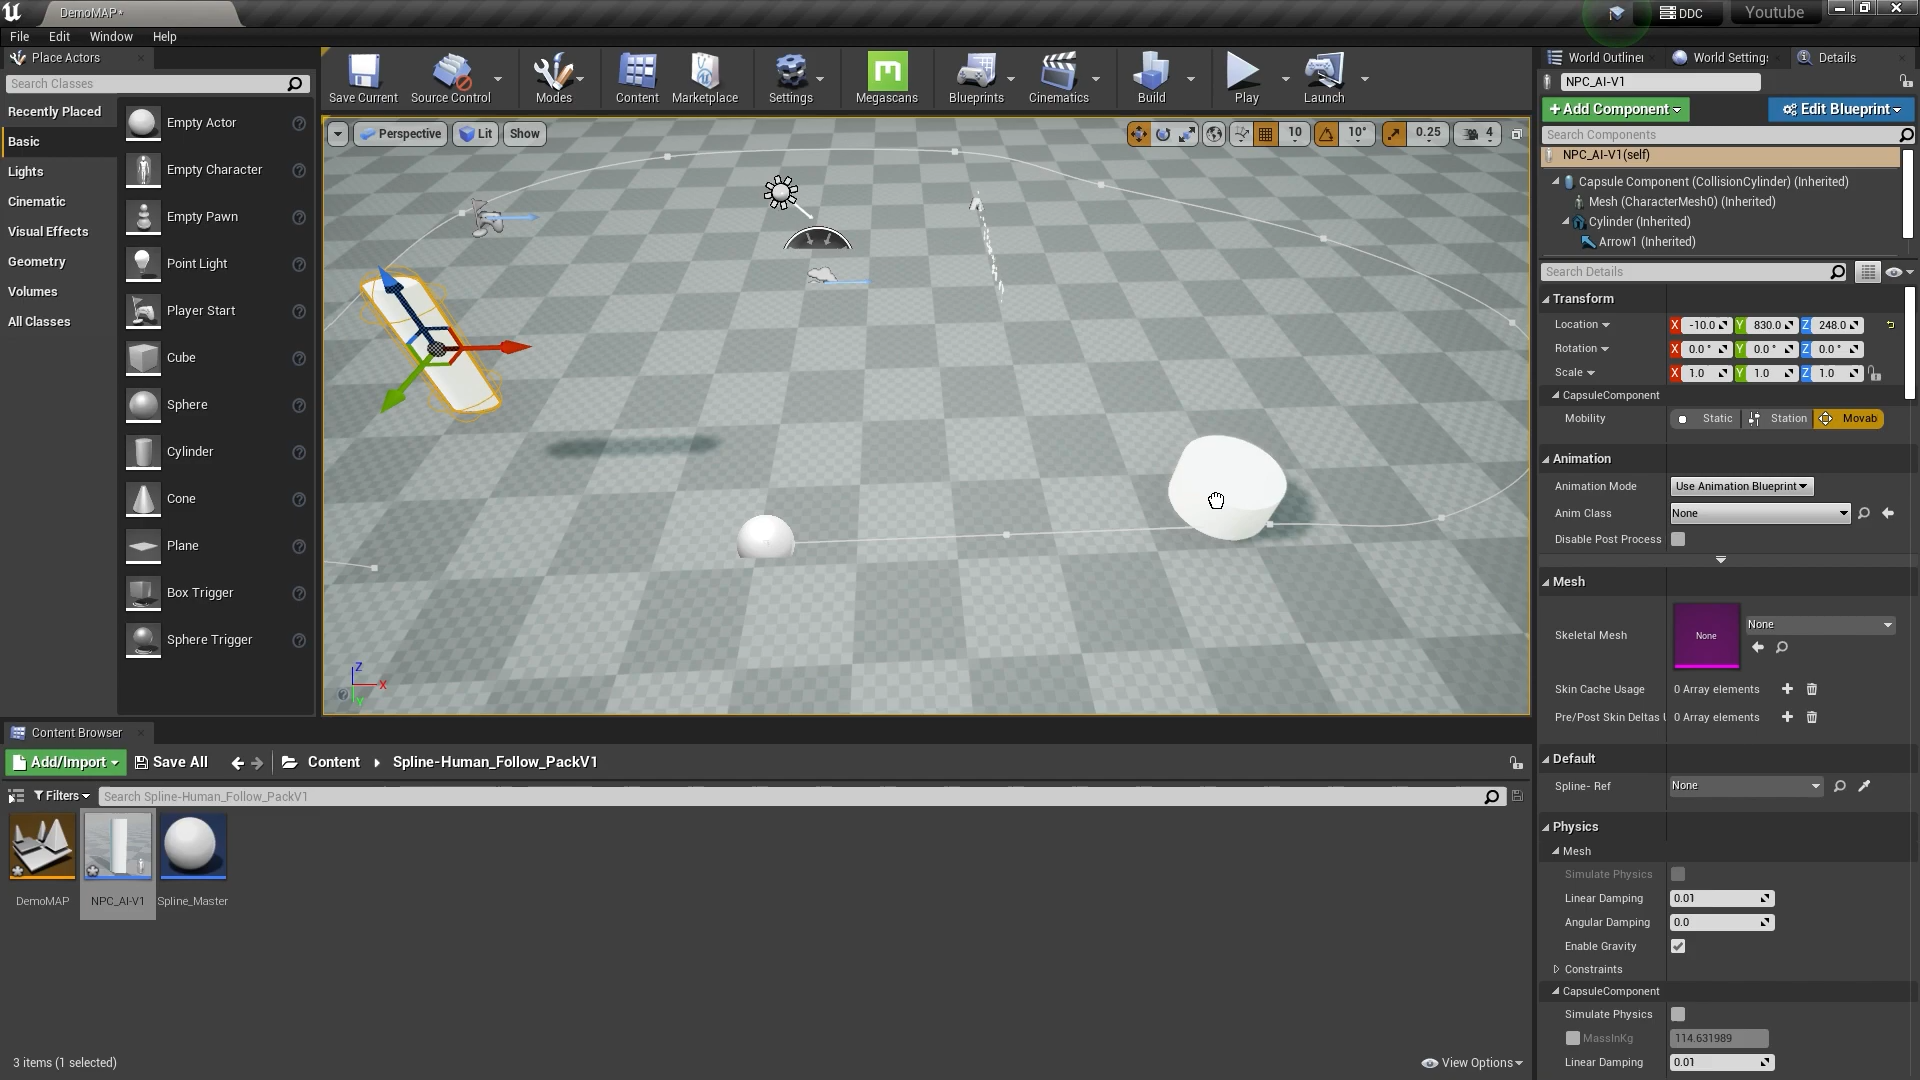 DemoMAP*
DDC
Youtube
File Edit Window Help
Place Actors
Search Classes
Recently Placed
Basic
Lights
Cinematic
Visual Effects
Geometry
Volumes
All Classes
Empty Actor
Empty Character
Empty Pawn
Point Light
Player Start
Cube
Sphere
Cylinder
Cone
Plane
Box Trigger
Sphere Trigger
Save Current
Source Control
Modes
Content
Marketplace
Settings
Megascans
Blueprints
Cinematics
Build
Play
Launch
Perspective Lit Show
10 10° 0.25 4
Z
X
Y
World Outliner World Settings Details
NPC_AI-V1
+Add Component Edit Blueprint
Search Components
NPC_AI-V1(self)
Capsule Component (CollisionCylinder) (Inherited)
Mesh (CharacterMesh0) (Inherited)
Cylinder (Inherited)
Arrow1 (Inherited)
Search Details
Transform
Location X -10.0 Y 830.0 Z 248.0
Rotation X 0.0 ° Y 0.0 ° Z 0.0 °
Scale X 1.0 Y 1.0 Z 1.0
CapsuleComponent
Mobility Static Station Movab
Animation
Animation Mode Use Animation Blueprint
Anim Class None
Disable Post Process
Mesh
Skeletal Mesh None None
Skin Cache Usage 0 Array elements
Pre/Post Skin Deltas U 0 Array elements
Default
Spline- Ref None
Physics
Mesh
Simulate Physics
Linear Damping 0.01
Angular Damping 0.0
Enable Gravity
Constraints
CapsuleComponent
Simulate Physics
MassInKg 114.631989
Linear Damping 0.01
Content Browser
Add/Import Save All Content Spline-Human_Follow_PackV1
Filters Search Spline-Human_Follow_PackV1
DemoMAP NPC_AI-V1 Spline_Master
3 items (1 selected)
View Options